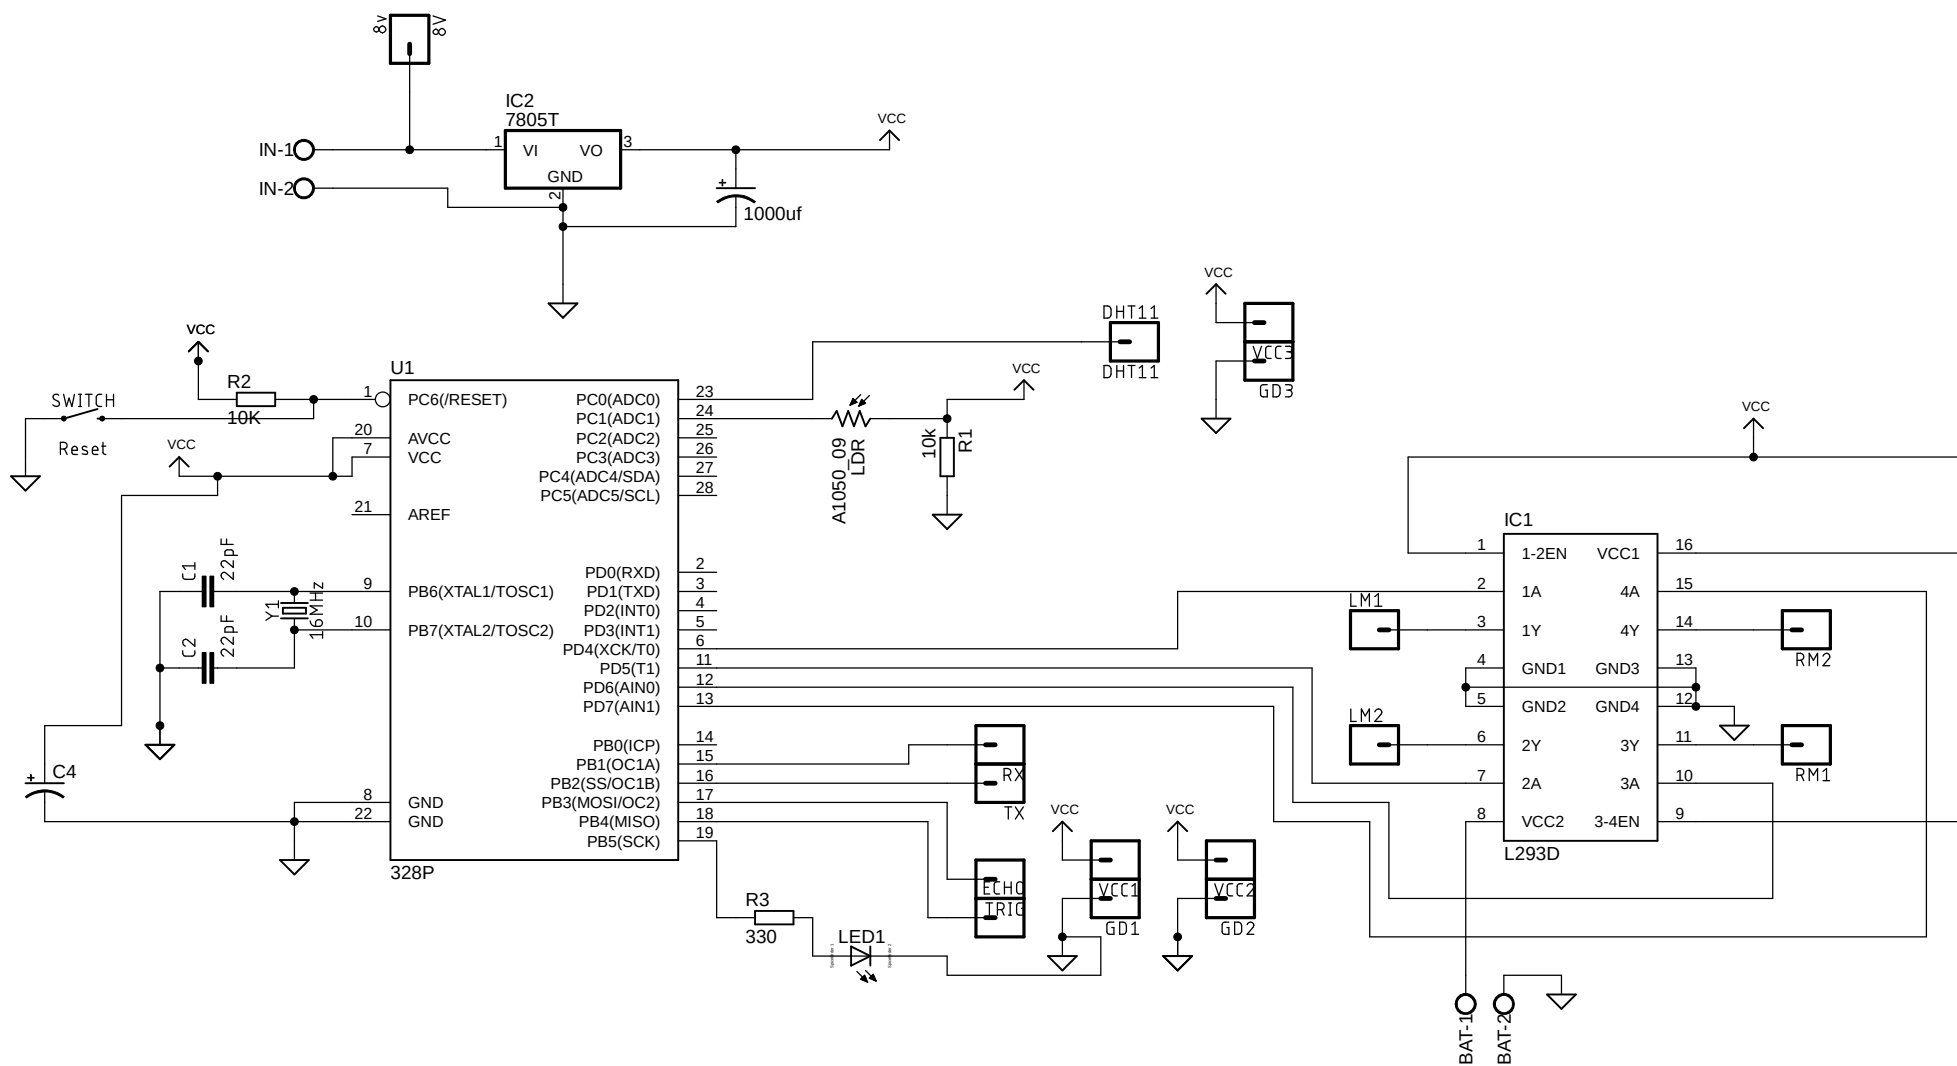 8v
8V
IC2
7805T
IN-1
1
VI
VO
3
VCC
IN-2
GND
2
+
1000uf
VCC
R2
10K
SWITCH
Reset
VCC
U1
328P
1
PC6(/RESET)
20
AVCC
7
VCC
21
AREF
9
PB6(XTAL1/TOSC1)
10
PB7(XTAL2/TOSC2)
8
GND
22
GND
C1
22pF
C2
22pF
Y1
16MHz
+
C4
PC0(ADC0)
23
PC1(ADC1)
24
PC2(ADC2)
25
PC3(ADC3)
26
PC4(ADC4/SDA)
27
PC5(ADC5/SCL)
28
PD0(RXD)
2
PD1(TXD)
3
PD2(INT0)
4
PD3(INT1)
5
PD4(XCK/T0)
6
PD5(T1)
11
PD6(AIN0)
12
PD7(AIN1)
13
PB0(ICP)
14
PB1(OC1A)
15
PB2(SS/OC1B)
16
PB3(MOSI/OC2)
17
PB4(MISO)
18
PB5(SCK)
19
A1050_09
LDR
10k
R1
VCC
DHT11
DHT11
VCC
VCC3
GD3
RX
TX
ECHO
TRIG
R3
330
LED1
VCC
VCC1
GD1
VCC
VCC2
GD2
VCC
IC1
L293D
1
1-2EN
VCC1
16
2
1A
4A
15
3
1Y
4Y
14
4
GND1
GND3
13
5
GND2
GND4
12
6
2Y
3Y
11
7
2A
3A
10
8
VCC2
3-4EN
9
LM1
LM2
RM2
RM1
BAT-1
BAT-2